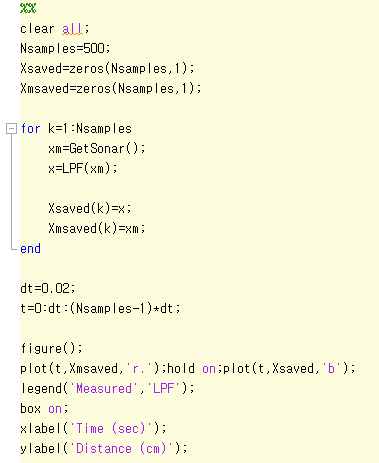 %%
clear all;
Nsamples=500;
Xsaved=zeros(Nsamples,1);
Xmsaved=zeros(Nsamples,1);
for k=1:Nsamples
xm=GetSonar();
x=LPF(xm);
Xsaved(k)=x;
Xmsaved(k)=xm;
end
dt=0.02;
t=0:dt:(Nsamples-1)*dt;
figure();
plot(t,Xmsaved,'r.');hold on;plot(t,Xsaved,'b');
legend('Measured','LPF');
box on;
xlabel('Time (sec)');
ylabel('Distance (cm)');